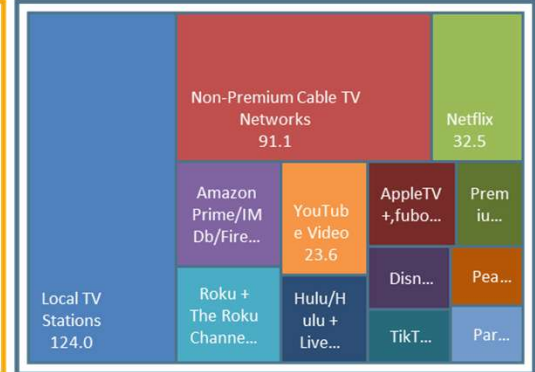 Local TV
Stations
124.0
Non-Premium Cable TV
Networks
91.1
Netflix
32.5
Amazon
Prime/IM
Db/Fire...
YouTub
e Video
23.6
AppleTV
+,fubo...
Prem
iu...
Roku +
The Roku
Channe...
Hulu/H
ulu +
Live...
Disn...
Pea...
TikT...
Par...